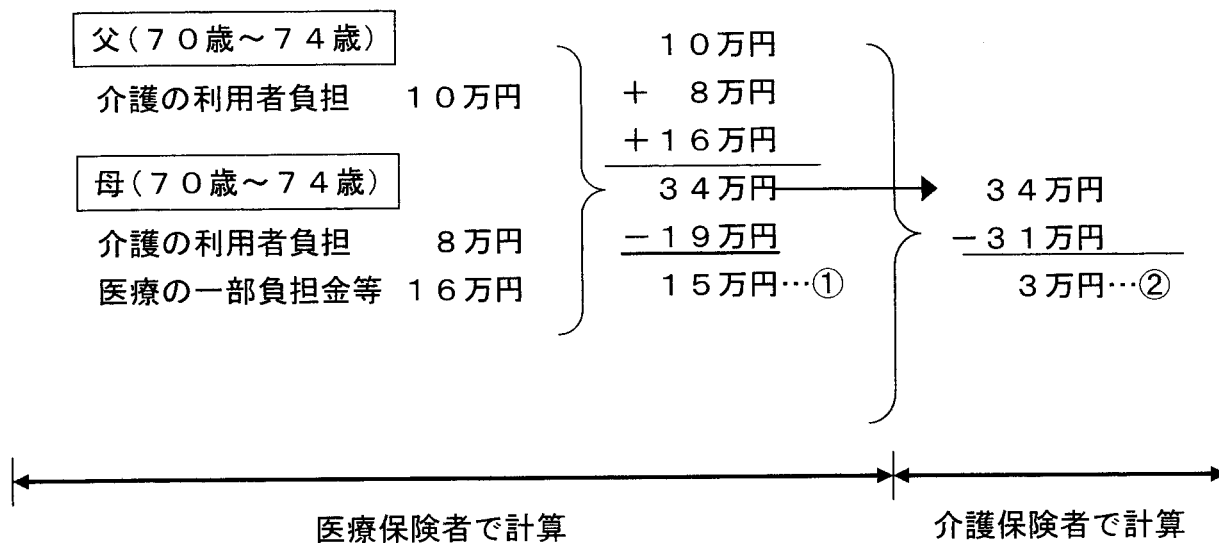 父(70歳～74歳)
介護の利用者負担 10万円
母(70歳～74歳)
介護の利用者負担 8万円
医療の一部負担金等 16万円
10万円
+ 8万円
+16万円
34万円
-19万円
15万円…①
34万円
-31万円
3万円…②
医療保険者で計算
介護保険者で計算